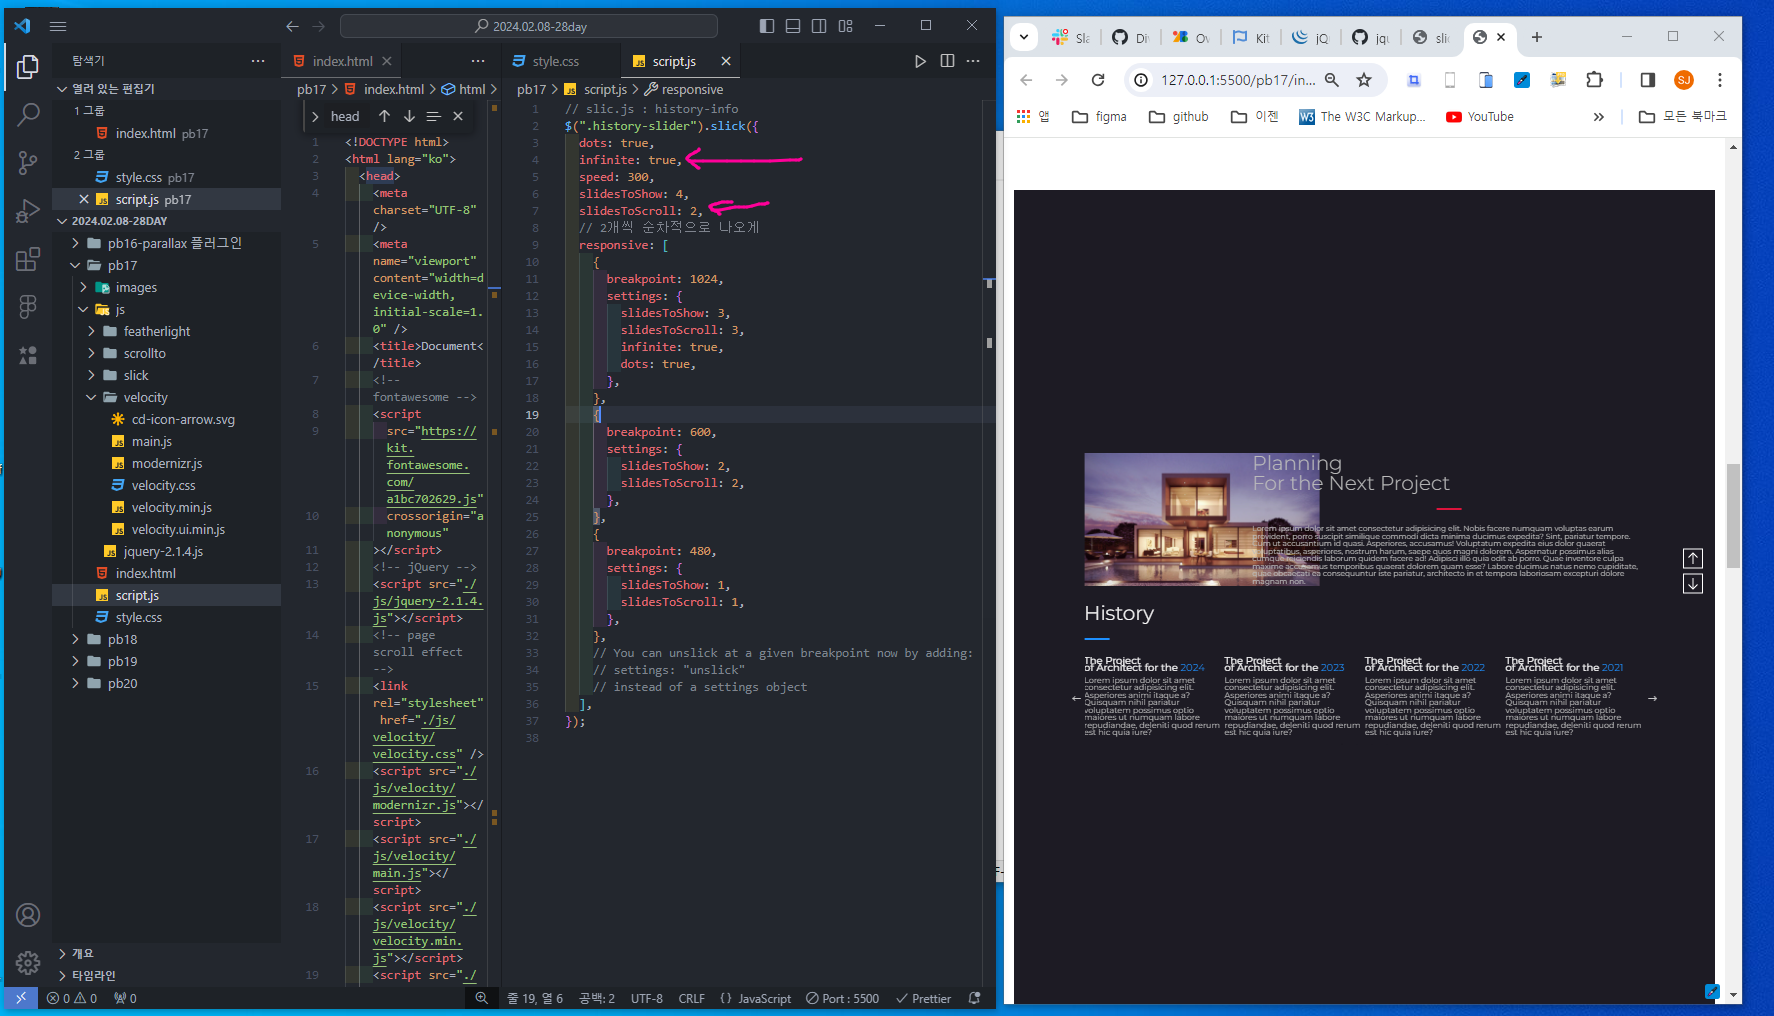 2024.02.08-28day
탐색기
index.html
style.css
script.js
Sla
Div
Ov
Kit
jQ
jqu
slic
127.0.0.1:5500/pb17/in...
SJ
앱
figma
github
이젠
The W3C Markup...
YouTube
모든 북마크
열려 있는 편집기
1 그룹
index.html pb17
2 그룹
style.css pb17
script.js pb17
2024.02.08-28DAY
pb16-parallax 플러그인
pb17
images
js
featherlight
scrollto
slick
velocity
cd-icon-arrow.svg
main.js
modernizr.js
velocity.css
velocity.min.js
velocity.ui.min.js
jquery-2.1.4.js
index.html
script.js
style.css
pb18
pb19
pb20
개요
타임라인
pb17 > index.html > html >
head
1 <!DOCTYPE html>
2 <html lang="ko">
3 <head>
4 <meta
charset="UTF-8"
/>
5 <meta
name="viewport"
content="width=d
evice-width,
initial-scale=1.
0" />
6 <title>Document<
/title>
7 <!--
fontawesome -->
8 <script
9 src="https://
kit.
fontawesome.
com/
a1bc702629.js"
10 crossorigin="a
nonymous"
11 ></script>
12 <!-- jQuery -->
13 <script src="./
js/jquery-2.1.4.
js"></script>
14 <!-- page
scroll effect
-->
15 <link
rel="stylesheet"
href="./js/
velocity/
velocity.css" />
16 <script src="./
js/velocity/
modernizr.js"></
script>
17 <script src="./
js/velocity/
main.js"></
script>
18 <script src="./
js/velocity/
velocity.min.
js"></script>
19 <script src="./
pb17 > script.js > responsive
1 // slic.js : history-info
2 $(".history-slider").slick({
3 dots: true,
4 infinite: true,
5 speed: 300,
6 slidesToShow: 4,
7 slidesToScroll: 2,
8 // 2개씩 순차적으로 나오게
9 responsive: [
10 {
11 breakpoint: 1024,
12 settings: {
13 slidesToShow: 3,
14 slidesToScroll: 3,
15 infinite: true,
16 dots: true,
17 },
18 },
19 {
20 breakpoint: 600,
21 settings: {
22 slidesToShow: 2,
23 slidesToScroll: 2,
24 },
25 },
26 {
27 breakpoint: 480,
28 settings: {
29 slidesToShow: 1,
30 slidesToScroll: 1,
31 },
32 },
33 // You can unslick at a given breakpoint now by adding:
34 // settings: "unslick"
35 // instead of a settings object
36 ],
37 });
38
0 0 0
줄 19, 열 6
공백: 2
UTF-8
CRLF
{ } JavaScript
Port : 5500
Prettier
Planning
For the Next Project
Lorem ipsum dolor sit amet consectetur adipisicing elit. Nobis facere numquam voluptas earum
provident, porro suscipit similique commodi dicta minima ducimus expedita? Sint, pariatur tempore.
Cum ut accusantium id quasi. Asperiores, accusamus! Voluptatum expedita eius dolor quaerat
voluptatibus, asperiores, nostrum harum, saepe quos magni dolorem. Aspernatur possimus alias
cumque reiciendis laborum quidem facere ad! Adipisci illo quia odit ab porro. Quae inventore culpa
maxime accusamus temporibus quaerat dolorem quam esse? Labore ducimus natus nemo cupiditate,
quae obcaecati ea consequuntur iste pariatur, architecto in et tempora laboriosam excepturi dolore
magnam non.
History
The Project
of Architect for the 2024
Lorem ipsum dolor sit amet
consectetur adipisicing elit.
Asperiores animi itaque a?
Quisquam nihil pariatur
voluptatem possimus optio
maiores ut numquam labore
repudiandae, deleniti quod rerum
est hic quia iure?
The Project
of Architect for the 2023
Lorem ipsum dolor sit amet
consectetur adipisicing elit.
Asperiores animi itaque a?
Quisquam nihil pariatur
voluptatem possimus optio
maiores ut numquam labore
repudiandae, deleniti quod rerum
est hic quia iure?
The Project
of Architect for the 2022
Lorem ipsum dolor sit amet
consectetur adipisicing elit.
Asperiores animi itaque a?
Quisquam nihil pariatur
voluptatem possimus optio
maiores ut numquam labore
repudiandae, deleniti quod rerum
est hic quia iure?
The Project
of Architect for the 2021
Lorem ipsum dolor sit amet
consectetur adipisicing elit.
Asperiores animi itaque a?
Quisquam nihil pariatur
voluptatem possimus optio
maiores ut numquam labore
repudiandae, deleniti quod rerum
est hic quia iure?